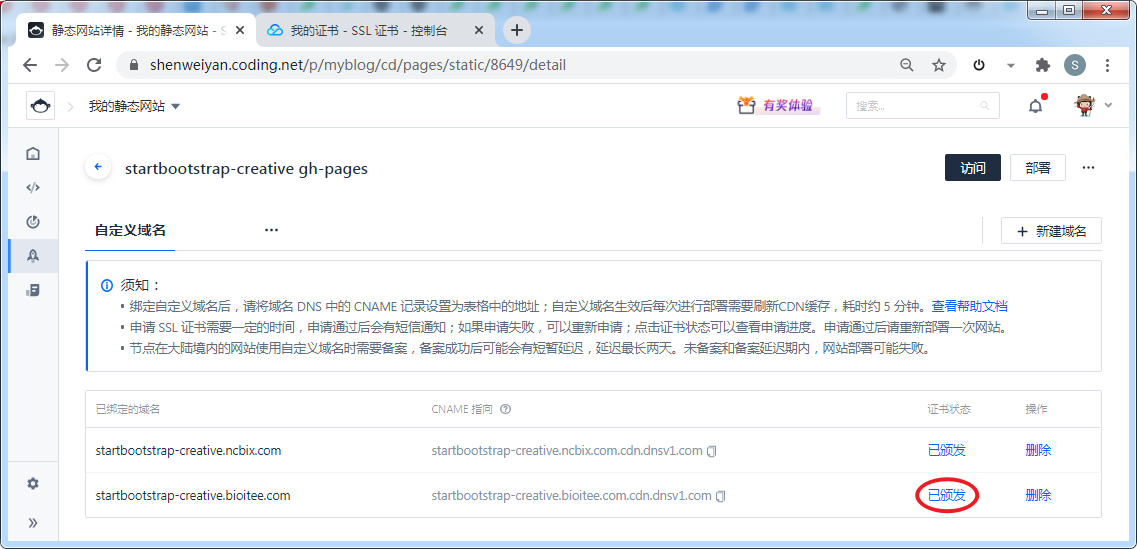 静态网站详情 - 我的静态网站 - S
我的证书 - SSL 证书 - 控制台
shenweiyan.coding.net/p/myblog/cd/pages/static/8649/detail
S
我的静态网站
有奖体验
搜索...
startbootstrap-creative gh-pages
访问
部署
自定义域名
新建域名
须知：
• 绑定自定义域名后，请将域名 DNS 中的 CNAME 记录设置为表格中的地址；自定义域名生效后每次进行部署需要刷新CDN缓存，耗时约 5 分钟。查看帮助文档
• 申请 SSL 证书需要一定的时间，申请通过后会有短信通知；如果申请失败，可以重新申请；点击证书状态可以查看申请进度。申请通过后请重新部署一次网站。
• 节点在大陆境内的网站使用自定义域名时需要备案，备案成功后可能会有短暂延迟，延迟最长两天。未备案和备案延迟期内，网站部署可能失败。
已绑定的域名 CNAME 指向 证书状态 操作
startbootstrap-creative.ncbix.com startbootstrap-creative.ncbix.com.cdn.dnsv1.com 已颁发 删除
startbootstrap-creative.bioitee.com startbootstrap-creative.bioitee.com.cdn.dnsv1.com 已颁发 删除